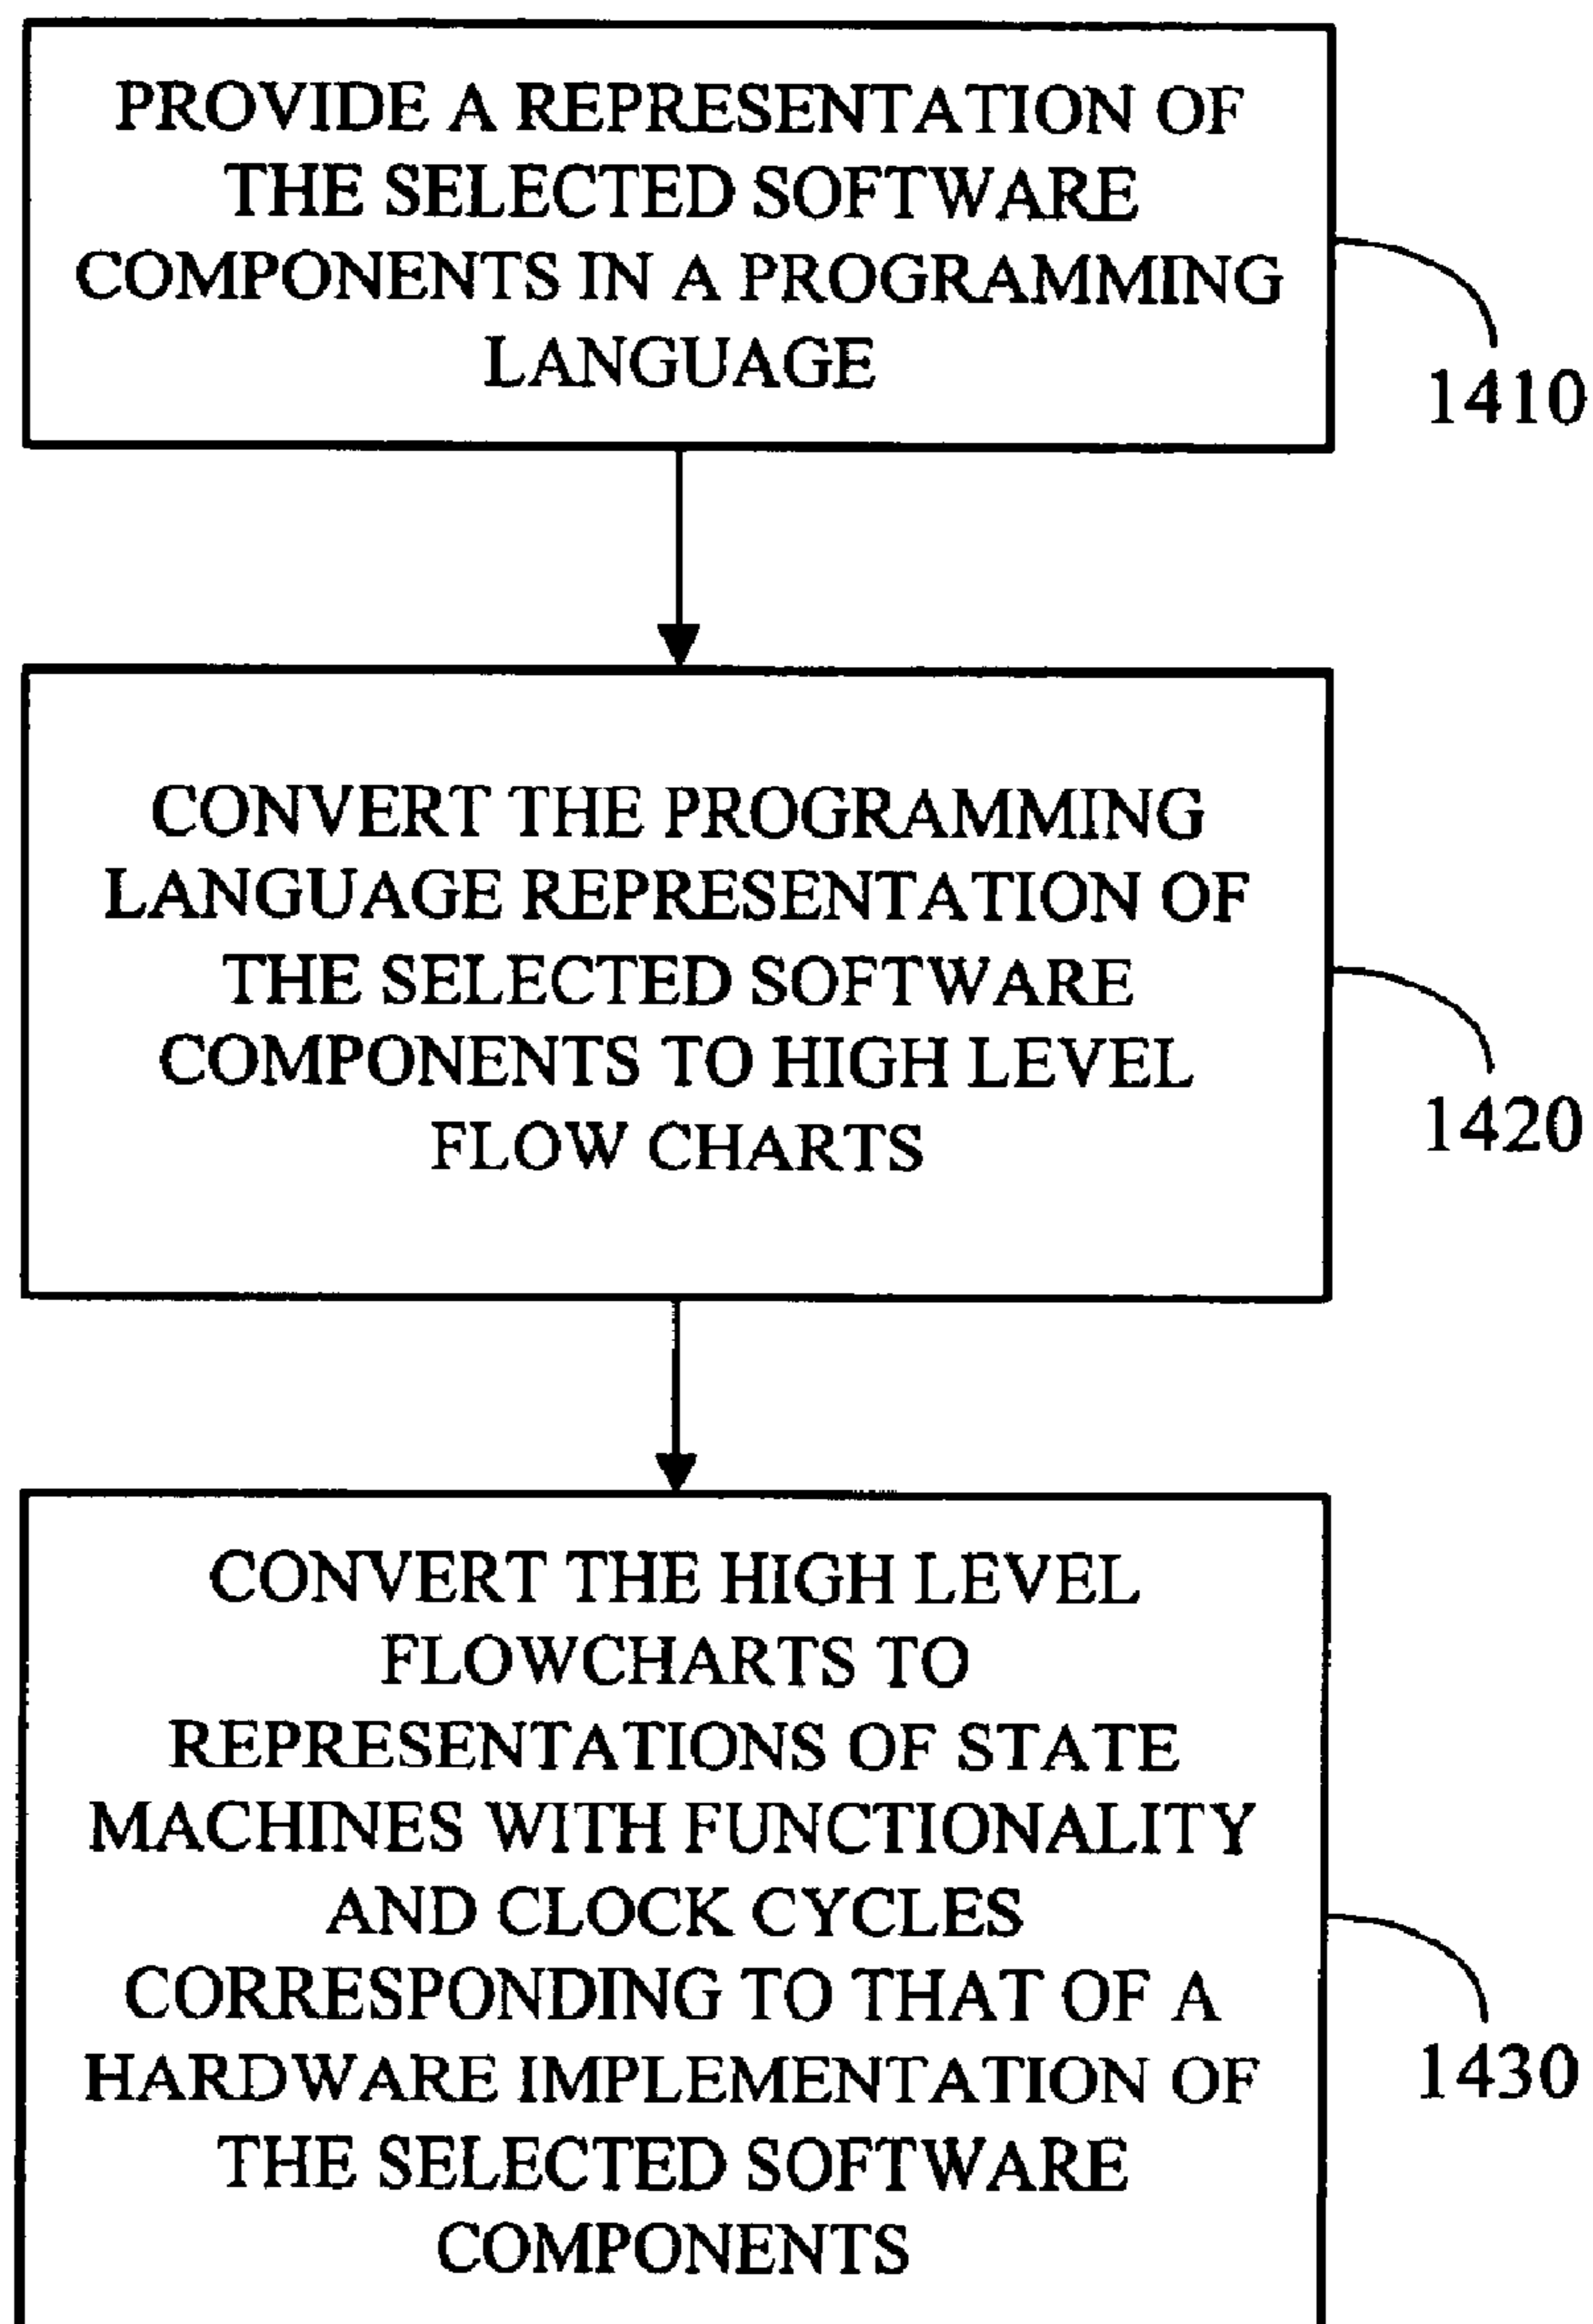 PROVIDE A REPRESENTATION OF
THE SELECTED SOFTWARE
COMPONENTS IN A PROGRAMMING
LANGUAGE
1410
CONVERT THE PROGRAMMING
LANGUAGE REPRESENTATION OF
THE SELECTED SOFTWARE
COMPONENTS TO HIGH LEVEL
FLOW CHARTS
1420
CONVERT THE HIGH LEVEL
FLOWCHARTS TO
REPRESENTATIONS OF STATE
MACHINES WITH FUNCTIONALITY
AND CLOCK CYCLES
CORRESPONDING TO THAT OF A
HARDWARE IMPLEMENTATION OF
THE SELECTED SOFTWARE
COMPONENTS
1430